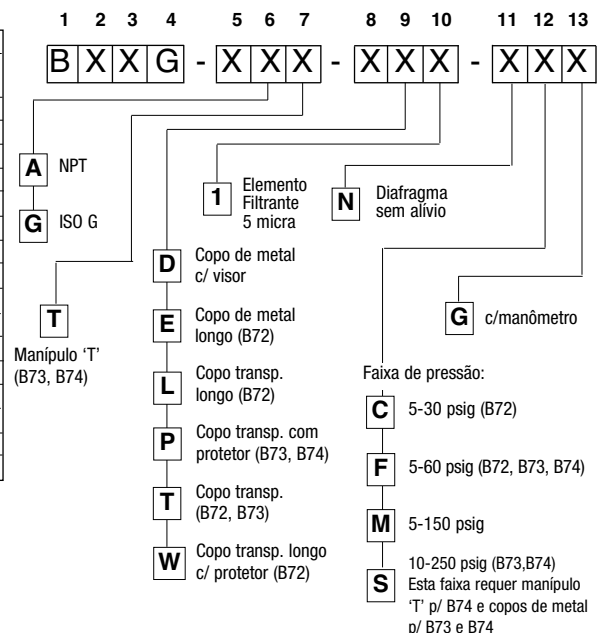 1 2 3 4 5 6 7 8 9 10 11 12 13
B X X G - X X X - X X X - X X X
A NPT
G ISO G
T
Manípulo ‘T’
(B73, B74)
D Copo de metal
c/ visor
E Copo de metal
longo (B72)
L Copo transp.
longo (B72)
P Copo transp. com
protetor (B73, B74)
T Copo transp.
(B72, B73)
W Copo transp. longo
c/ protetor (B72)
1 Elemento
Filtrante
5 micra
N Diafragma
sem alívio
G c/manômetro
Faixa de pressão:
C 5-30 psig (B72)
F 5-60 psig (B72, B73, B74)
M 5-150 psig
S 10-250 psig (B73,B74)
Esta faixa requer manípulo
‘T’ p/ B74 e copos de metal
p/ B73 e B74